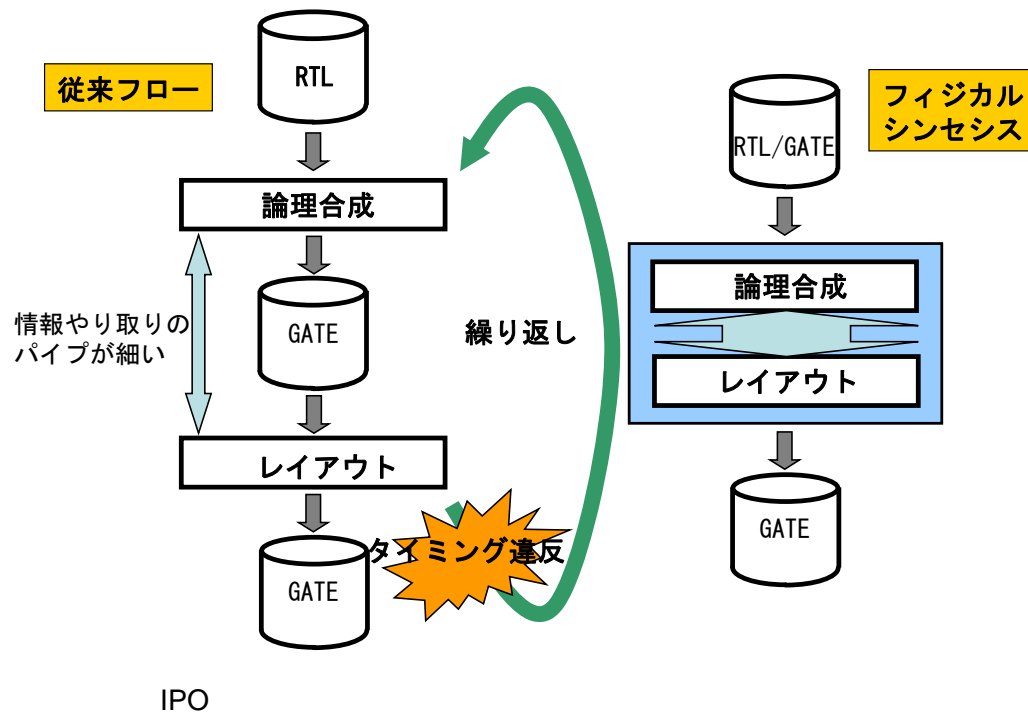 従来フロー
RTL
論理合成
情報やり取りの
パイプが細い
GATE
レイアウト
GATE
タイミング違反
繰り返し
IPO
フィジカル
シンセシス
RTL/GATE
論理合成
レイアウト
GATE